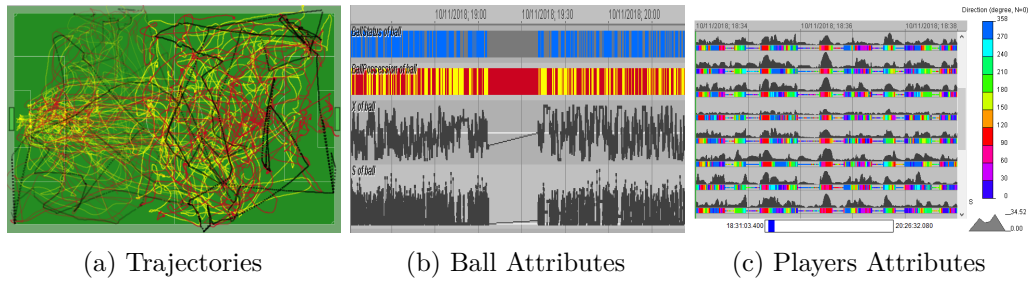 10/11/2018, 19:00
10/11/2018, 19:30
10/11/2018, 20:00
BallStatus of ball
BallPossession of ball
X of ball
S of ball
10/11/2018, 18:34
10/11/2018, 18:36
10/11/2018, 18:38
Direction (degree, N=0)
358
270
240
210
180
150
120
90
60
30
0
S
34.52
0.00
18:31:03.400
20:26:32.080
(a) Trajectories
(b) Ball Attributes
(c) Players Attributes